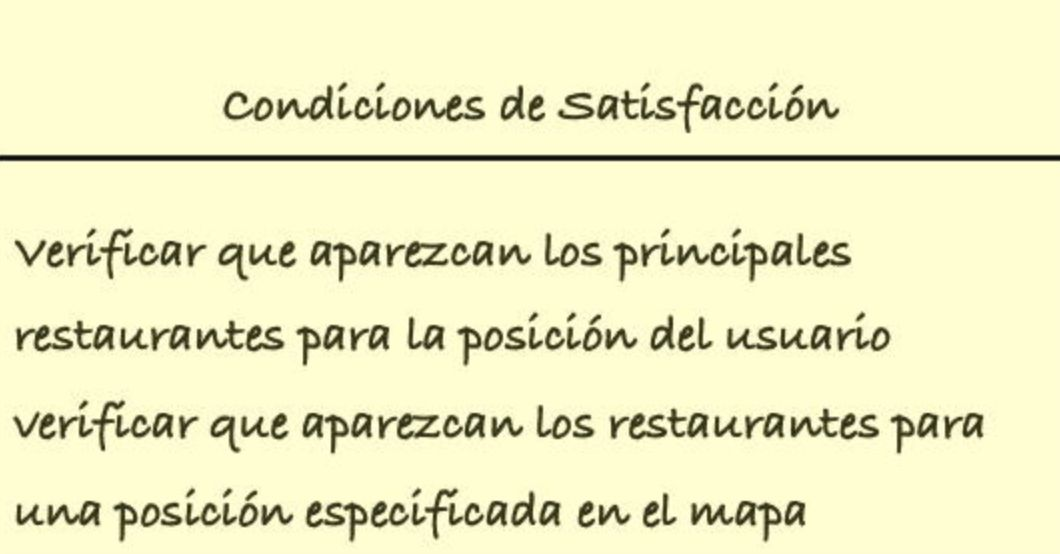 Condiciones de Satisfacción
Verificar que aparezcan los principales
restaurantes para la posición del usuario
verificar que aparezcan los restaurantes para
una posición especificada en el mapa